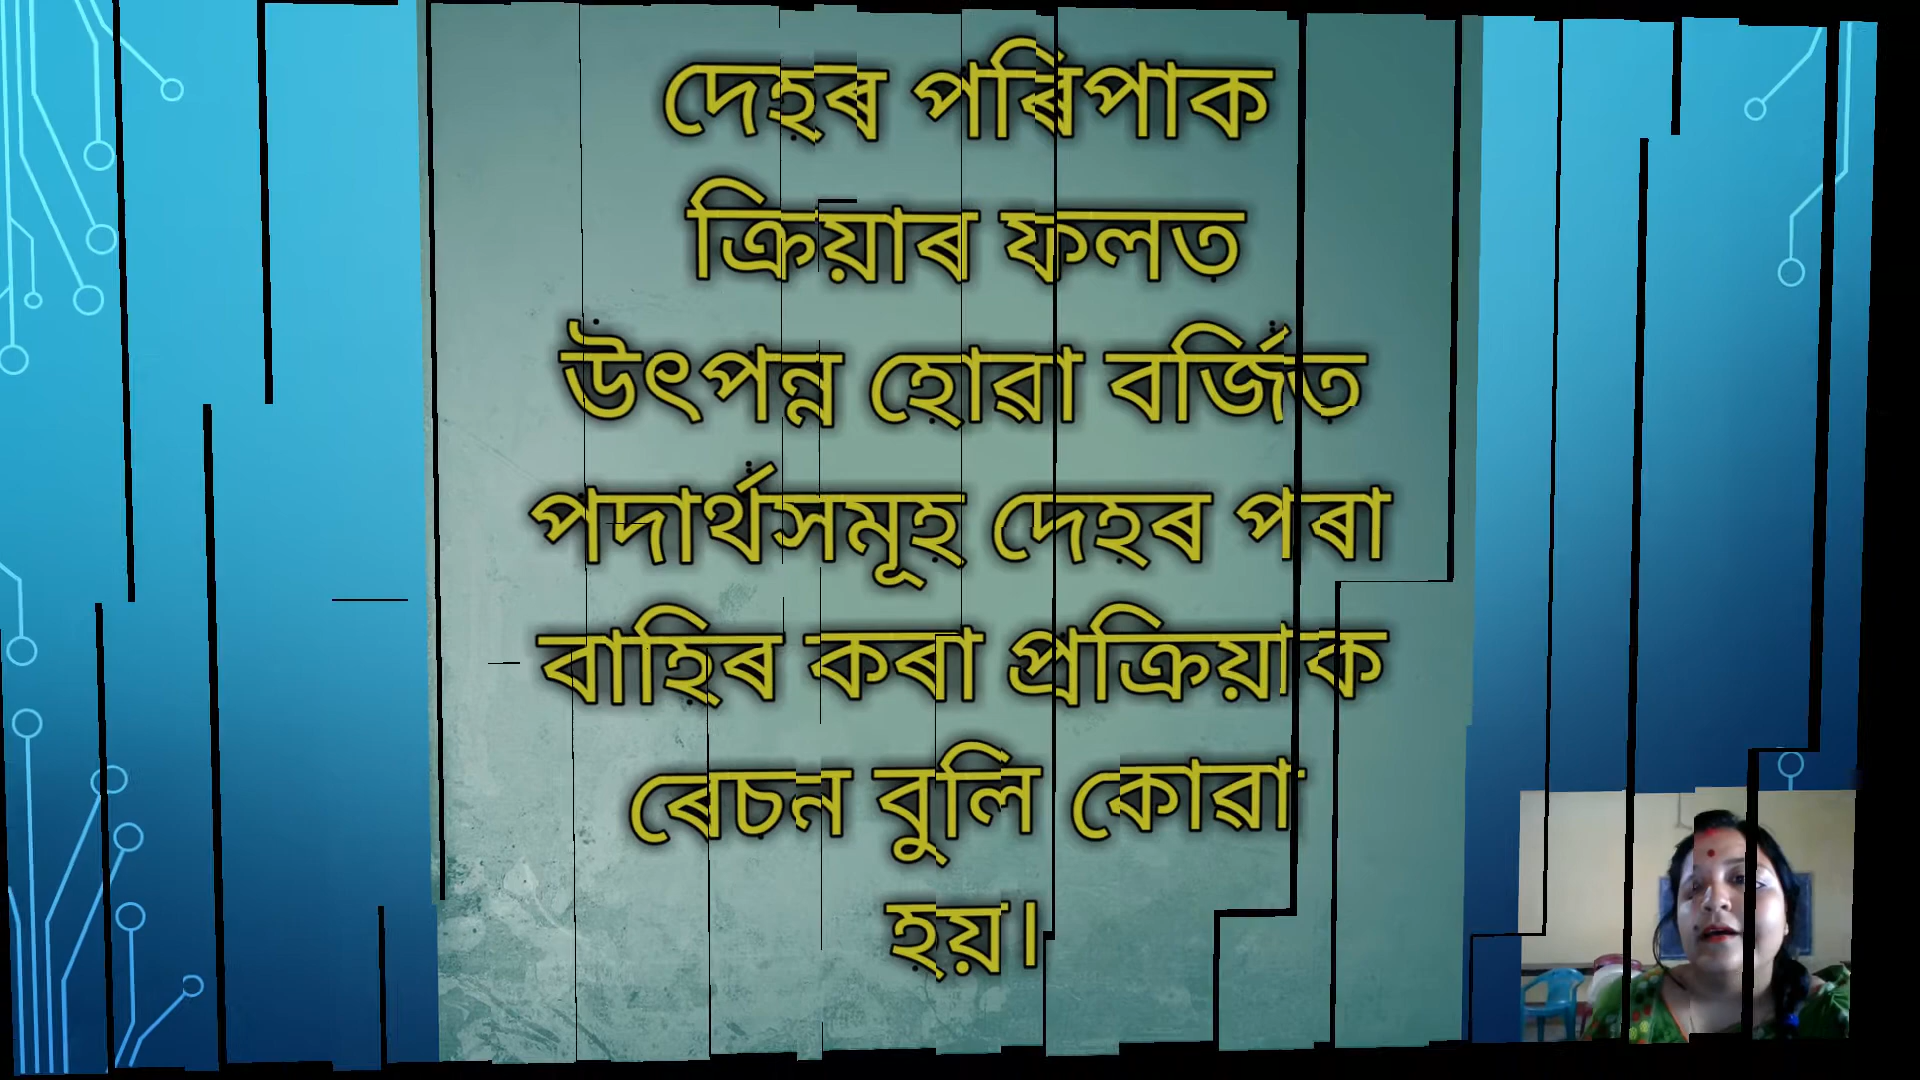 দেহৰ পৰিপাক
ক্ৰিয়াৰ ফলত
উৎপন্ন হোৱা বৰ্জিত
পদাৰ্থসমূহ দেহৰ পৰা
বাহিৰ কৰা প্ৰক্ৰিয়াক
ৰেচন বুলি কোৱা
হয়।